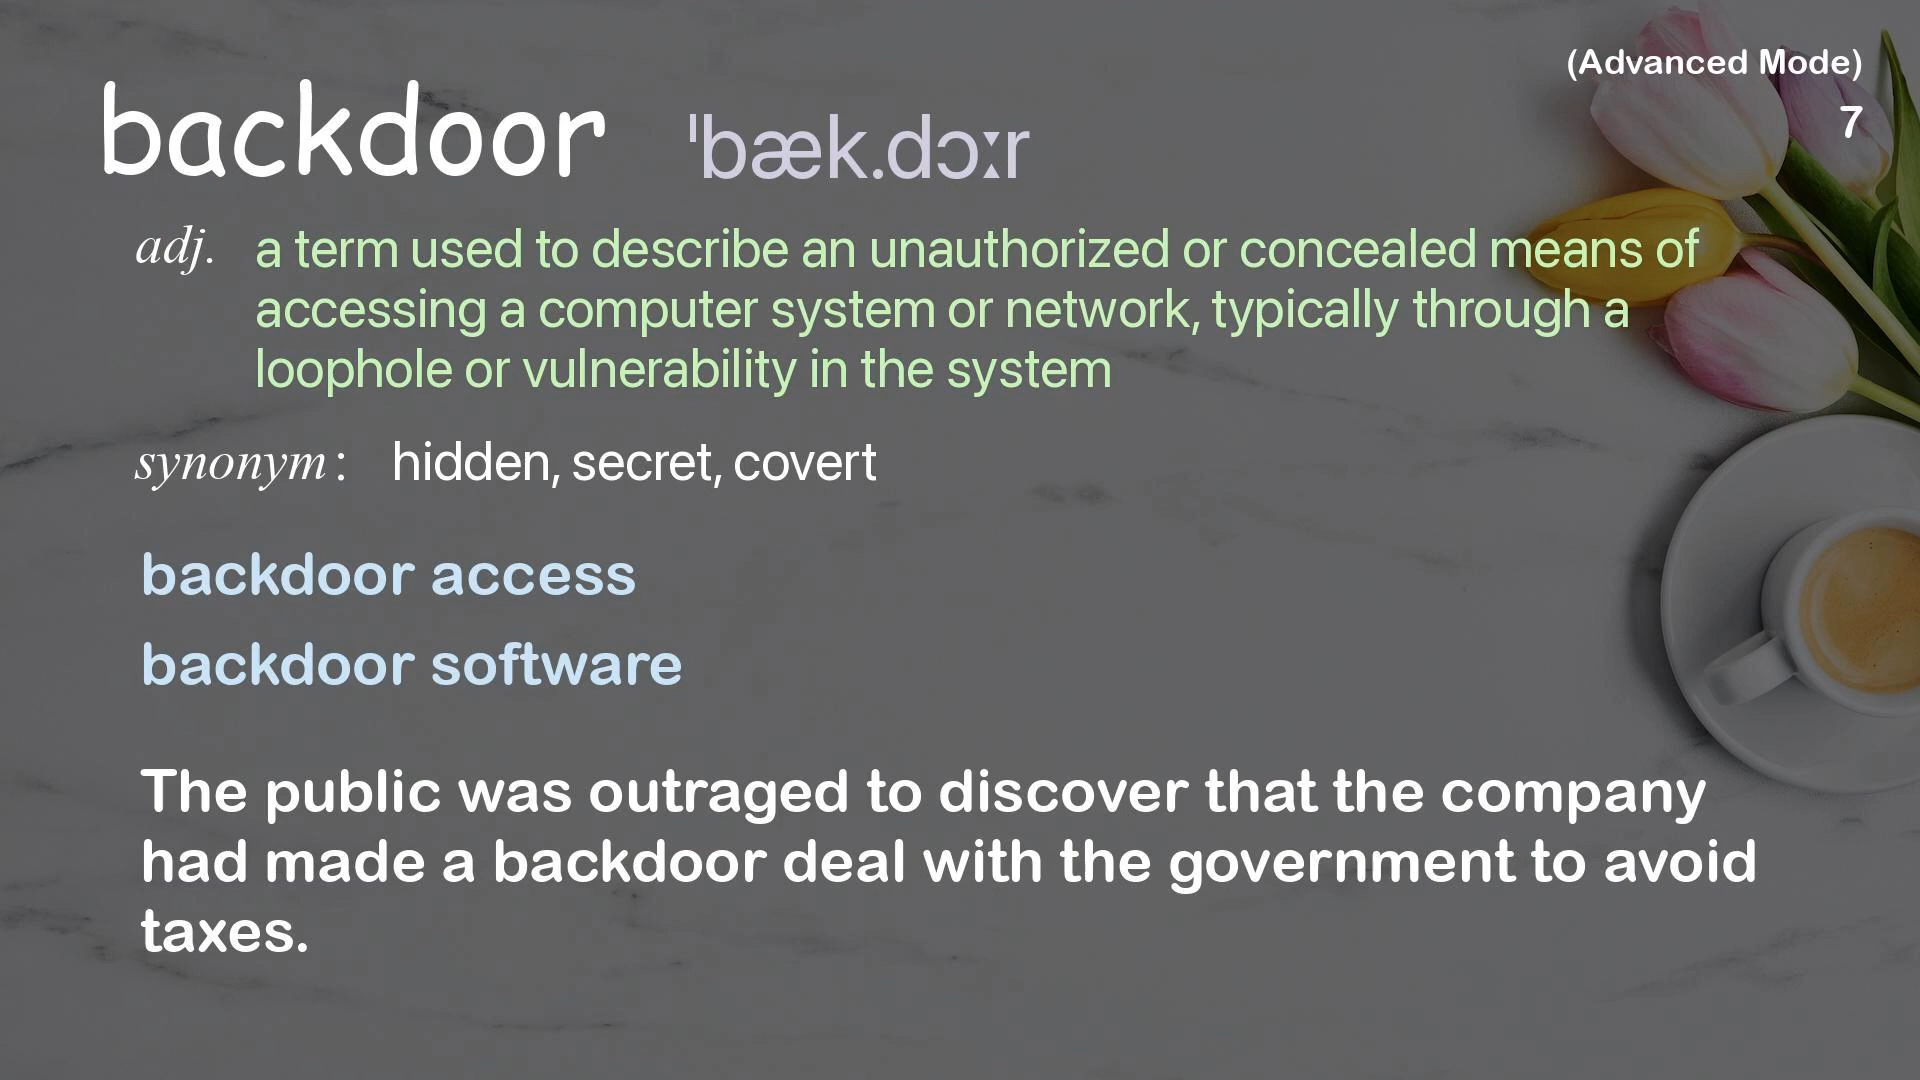 (Advanced Mode)
7
backdoor ˈbæk.dɔːr
adj. a term used to describe an unauthorized or concealed means of
accessing a computer system or network, typically through a
loophole or vulnerability in the system
synonym: hidden, secret, covert
backdoor access
backdoor software
The public was outraged to discover that the company
had made a backdoor deal with the government to avoid
taxes.